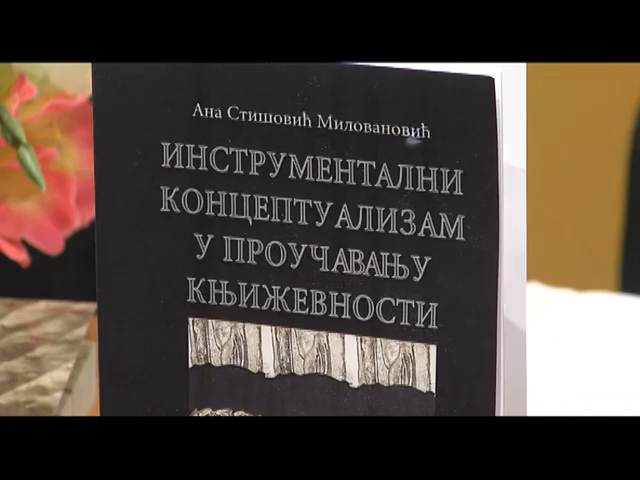 Ана Стишовић Миловановић
ИНСТРУМЕНТАЛНИ
КОНЦЕПТУАЛИЗАМ
У ПРОУЧАВАЊУ
КЊИЖЕВНОСТИ